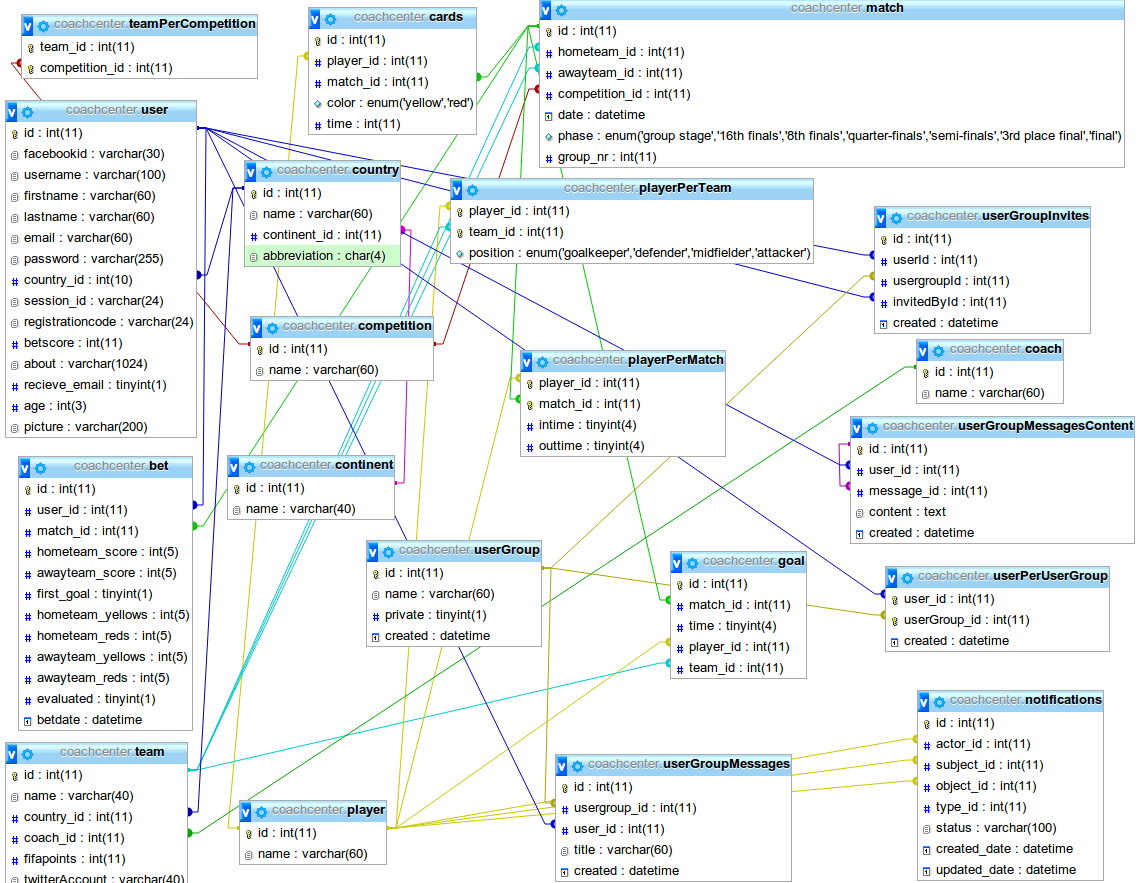 coachcenter.teamPerCompetition
team_id : int(11)
competition_id : int(11)
coachcenter.cards
id : int(11)
player_id : int(11)
match_id : int(11)
color : enum('yellow','red')
time : int(11)
coachcenter.match
id : int(11)
hometeam_id : int(11)
awayteam_id : int(11)
competition_id : int(11)
date : datetime
phase : enum('group stage','16th finals','8th finals','quarter-finals','semi-finals','3rd place final','final')
group_nr : int(11)
coachcenter.user
id : int(11)
facebookid : varchar(30)
username : varchar(100)
firstname : varchar(60)
lastname : varchar(60)
email : varchar(60)
password : varchar(255)
country_id : int(10)
session_id : varchar(24)
registrationcode : varchar(24)
betscore : int(11)
about : varchar(1024)
recieve_email : tinyint(1)
age : int(3)
picture : varchar(200)
coachcenter.country
id : int(11)
name : varchar(60)
continent_id : int(11)
abbreviation : char(4)
coachcenter.playerPerTeam
player_id : int(11)
team_id : int(11)
position : enum('goalkeeper','defender','midfielder','attacker')
coachcenter.userGroupInvites
id : int(11)
userId : int(11)
usergroupId : int(11)
invitedById : int(11)
created : datetime
coachcenter.competition
id : int(11)
name : varchar(60)
coachcenter.playerPerMatch
player_id : int(11)
match_id : int(11)
intime : tinyint(4)
outtime : tinyint(4)
coachcenter.coach
id : int(11)
name : varchar(60)
coachcenter.userGroupMessagesContent
id : int(11)
user_id : int(11)
message_id : int(11)
content : text
created : datetime
coachcenter.bet
id : int(11)
user_id : int(11)
match_id : int(11)
hometeam_score : int(5)
awayteam_score : int(5)
first_goal : tinyint(1)
hometeam_yellows : int(5)
hometeam_reds : int(5)
awayteam_yellows : int(5)
awayteam_reds : int(5)
evaluated : tinyint(1)
betdate : datetime
coachcenter.continent
id : int(11)
name : varchar(40)
coachcenter.userGroup
id : int(11)
name : varchar(60)
private : tinyint(1)
created : datetime
coachcenter.goal
id : int(11)
match_id : int(11)
time : tinyint(4)
player_id : int(11)
team_id : int(11)
coachcenter.userPerUserGroup
user_id : int(11)
userGroup_id : int(11)
created : datetime
coachcenter.team
id : int(11)
name : varchar(40)
country_id : int(11)
coach_id : int(11)
fifapoints : int(11)
twitterAccount : varchar(40)
coachcenter.player
id : int(11)
name : varchar(60)
coachcenter.userGroupMessages
id : int(11)
usergroup_id : int(11)
user_id : int(11)
title : varchar(60)
created : datetime
coachcenter.notifications
id : int(11)
actor_id : int(11)
subject_id : int(11)
object_id : int(11)
type_id : int(11)
status : varchar(100)
created_date : datetime
updated_date : datetime